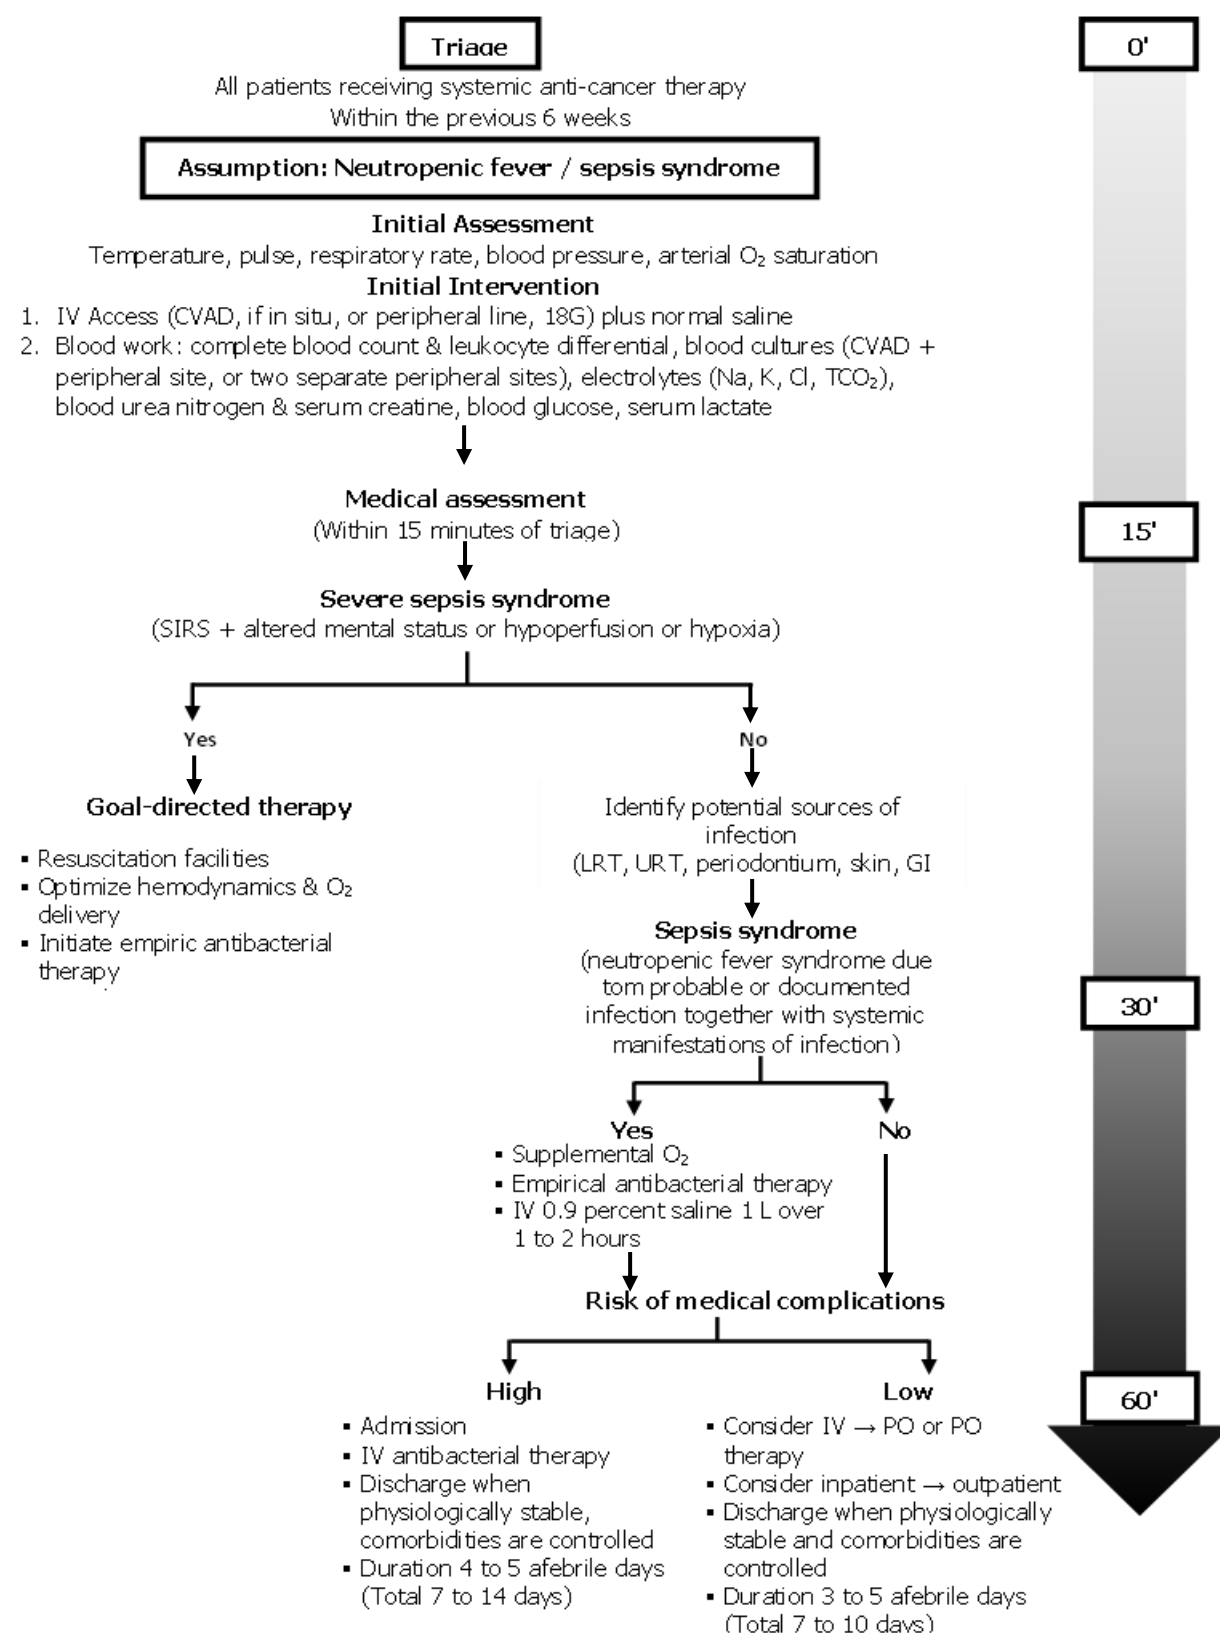 Triage
0'
All patients receiving systemic anti-cancer therapy
Within the previous 6 weeks
Assumption: Neutropenic fever / sepsis syndrome
Initial Assessment
Temperature, pulse, respiratory rate, blood pressure, arterial O₂ saturation
Initial Intervention
1. IV Access (CVAD, if in situ, or peripheral line, 18G) plus normal saline
2. Blood work: complete blood count & leukocyte differential, blood cultures (CVAD +
peripheral site, or two separate peripheral sites), electrolytes (Na, K, Cl, TCO₂),
blood urea nitrogen & serum creatine, blood glucose, serum lactate
Medical assessment
(Within 15 minutes of triage)
15'
Severe sepsis syndrome
(SIRS + altered mental status or hypoperfusion or hypoxia)
Yes
No
Goal-directed therapy
▪ Resuscitation facilities
▪ Optimize hemodynamics & O₂
delivery
▪ Initiate empiric antibacterial
therapy
Identify potential sources of
infection
(LRT, URT, periodontium, skin, GI
Sepsis syndrome
(neutropenic fever syndrome due
tom probable or documented
infection together with systemic
manifestations of infection)
30'
Yes
No
▪ Supplemental O₂
▪ Empirical antibacterial therapy
▪ IV 0.9 percent saline 1 L over
1 to 2 hours
Risk of medical complications
High
Low
60'
▪ Admission
▪ IV antibacterial therapy
▪ Discharge when
physiologically stable,
comorbidities are controlled
▪ Duration 4 to 5 afebrile days
(Total 7 to 14 days)
▪ Consider IV → PO or PO
therapy
▪ Consider inpatient → outpatient
▪ Discharge when physiologically
stable and comorbidities are
controlled
▪ Duration 3 to 5 afebrile days
(Total 7 to 10 days)